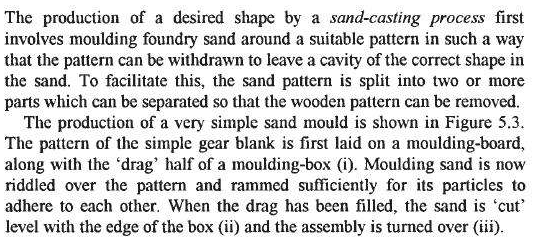 The production of a desired shape by a sand-casting process first
involves moulding foundry sand around a suitable pattern in such a way
that the pattern can be withdrawn to leave a cavity of the correct shape in
the sand. To facilitate this, the sand pattern is split into two or more
parts which can be separated so that the wooden pattern can be removed.
The production of a very simple sand mould is shown in Figure 5.3.
The pattern of the simple gear blank is first laid on a moulding-board,
along with the ‘drag’ half of a moulding-box (i). Moulding sand is now
riddled over the pattern and rammed sufficiently for its particles to
adhere to each other. When the drag has been filled, the sand is ‘cut’
level with the edge of the box (ii) and the assembly is turned over (iii).